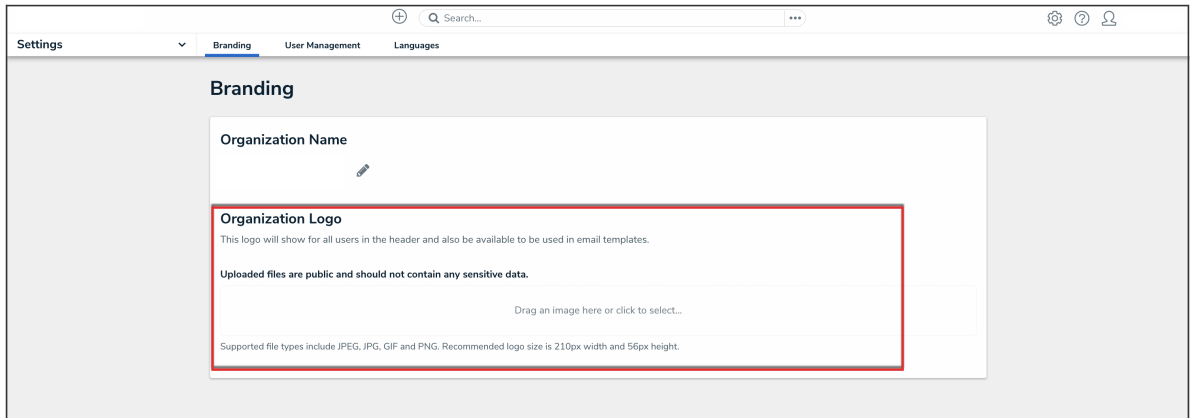 Search...
Settings
Branding User Management Languages
Branding
Organization Name
Organization Logo
This logo will show for all users in the header and also be available to be used in email templates.
Uploaded files are public and should not contain any sensitive data.
Drag an image here or click to select...
Supported file types include JPEG, JPG, GIF and PNG. Recommended logo size is 210px width and 56px height.